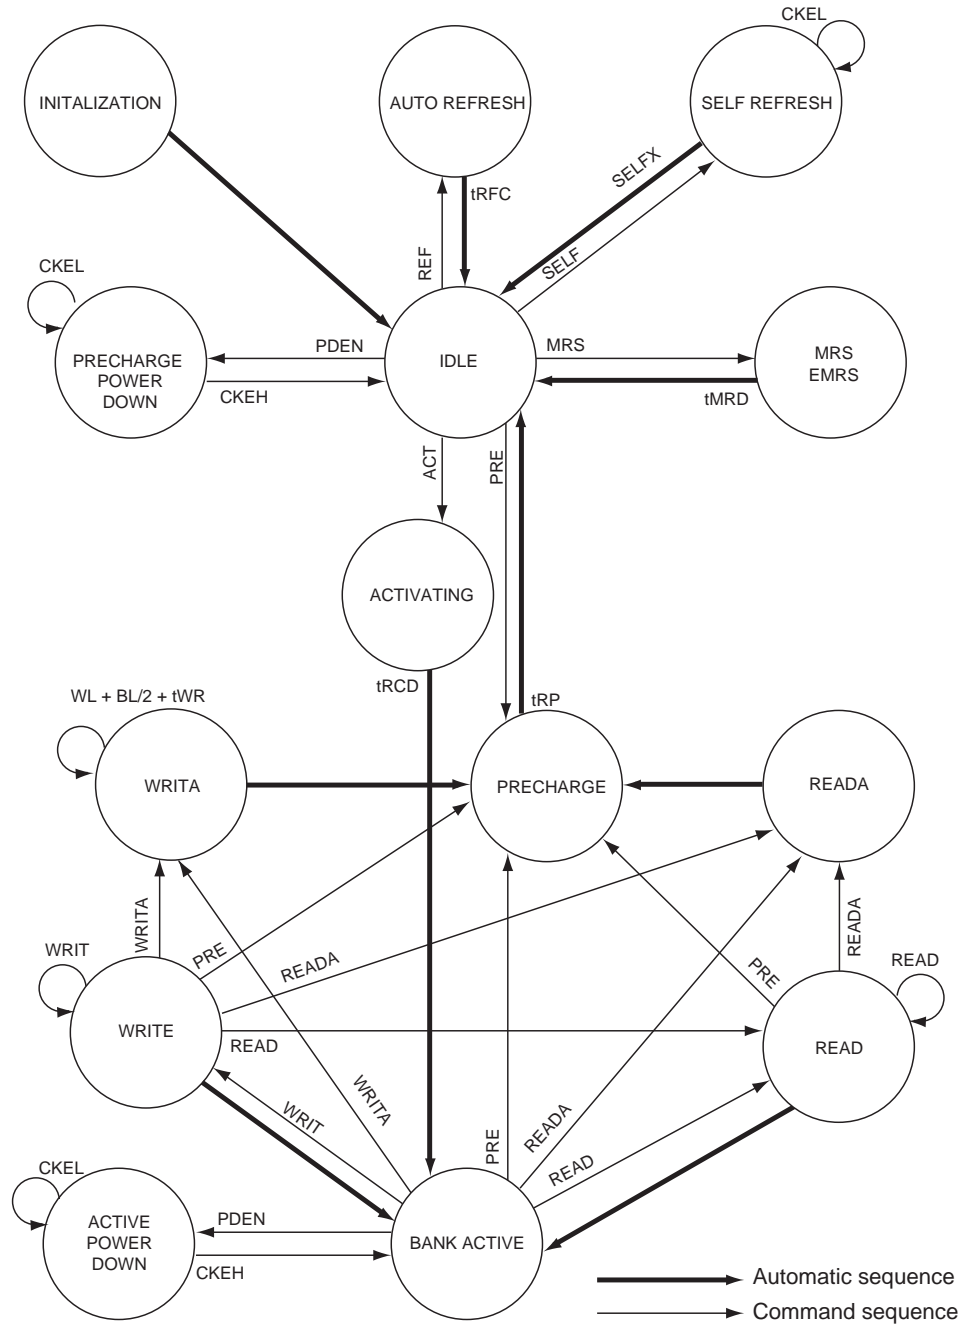 CKEL
INITALIZATION
AUTO REFRESH
SELF REFRESH
SELFX
tRFC
REF
SELF
CKEL
PDEN
IDLE
MRS
MRS
EMRS
PRECHARGE
POWER
DOWN
CKEH
tMRD
ACT
PRE
ACTIVATING
tRCD
tRP
WL + BL/2 + tWR
WRITA
PRECHARGE
READA
WRITA
PRE
READA
PRE
READA
WRIT
READ
WRITE
READ
READ
WRIT
WRITA
PRE
READA
READ
CKEL
ACTIVE
POWER
DOWN
PDEN
BANK ACTIVE
CKEH
Automatic sequence
Command sequence